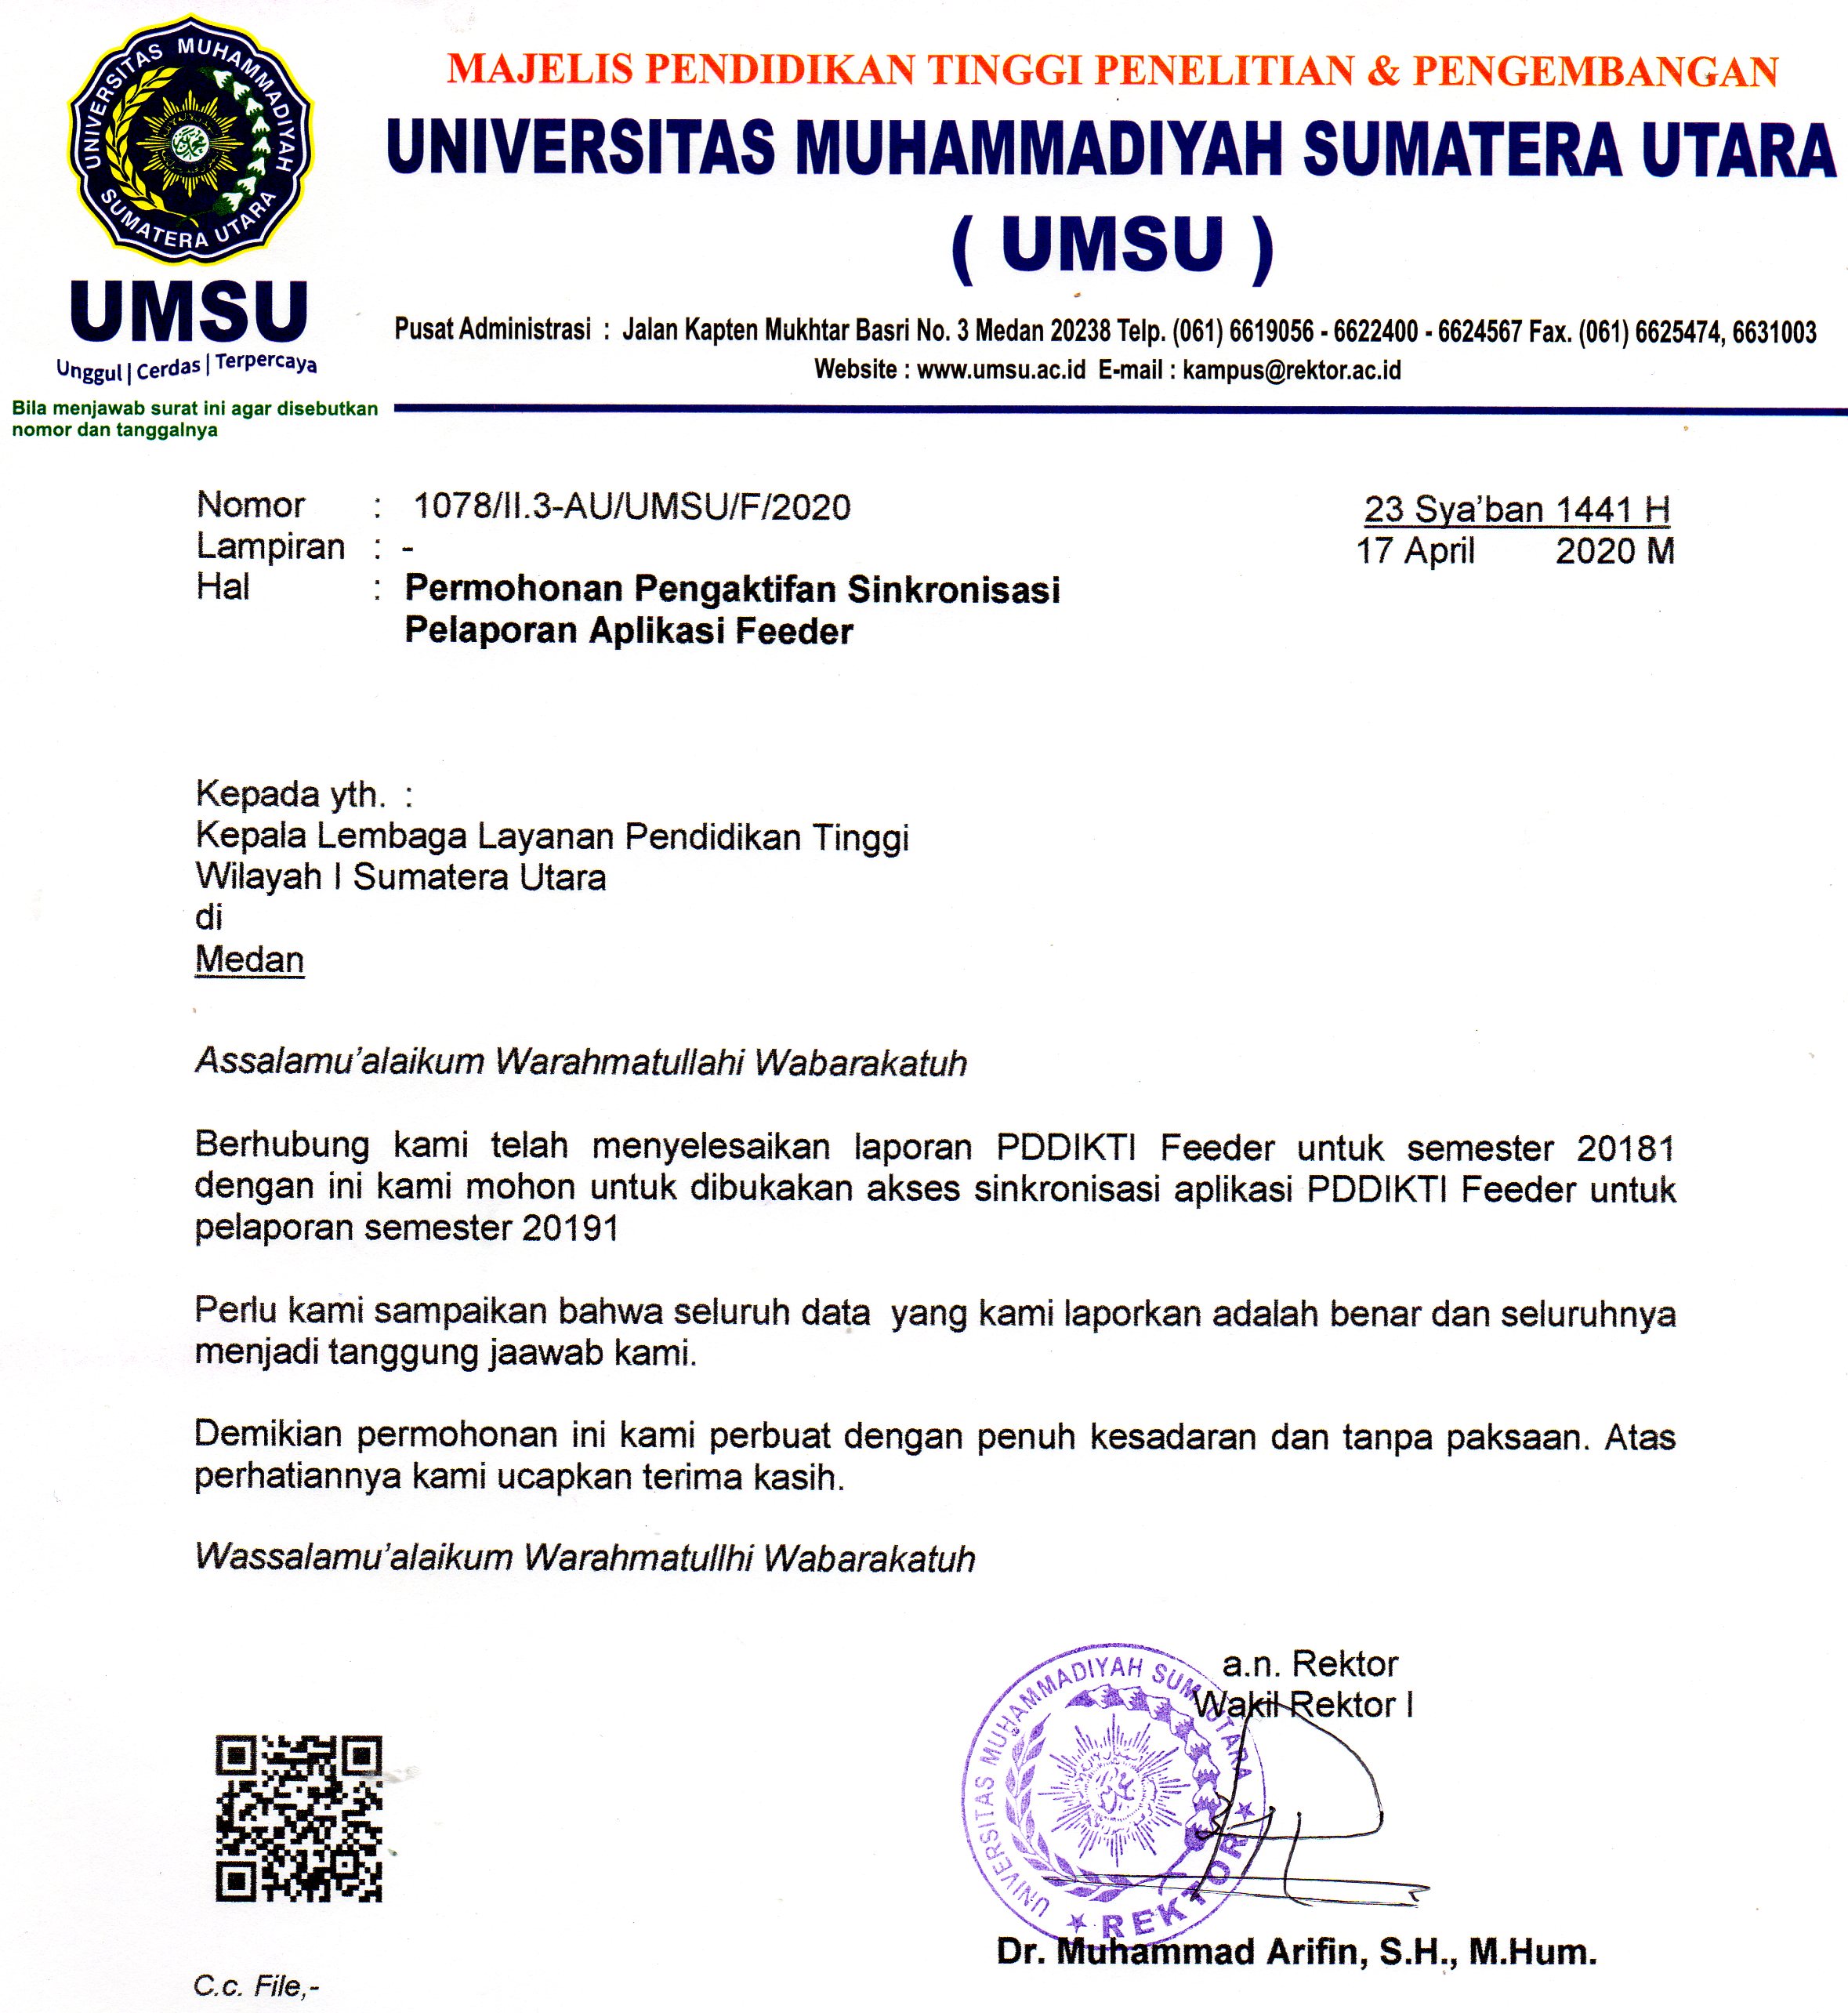 UNIVERSITAS MUHAMMADIYAH
SUMATERA UTARA
UMSU
Unggul | Cerdas | Terpercaya
Bila menjawab surat ini agar disebutkan
nomor dan tanggalnya
MAJELIS PENDIDIKAN TINGGI PENELITIAN & PENGEMBANGAN
UNIVERSITAS MUHAMMADIYAH SUMATERA UTARA
( UMSU )
Pusat Administrasi : Jalan Kapten Mukhtar Basri No. 3 Medan 20238 Telp. (061) 6619056 - 6622400 - 6624567 Fax. (061) 6625474, 6631003
Website : www.umsu.ac.id E-mail : kampus@rektor.ac.id
Nomor : 1078/II.3-AU/UMSU/F/2020
23 Sya'ban 1441 H
Lampiran : -
17 April 2020 M
Hal : Permohonan Pengaktifan Sinkronisasi
Pelaporan Aplikasi Feeder
Kepada yth. :
Kepala Lembaga Layanan Pendidikan Tinggi
Wilayah I Sumatera Utara
di
Medan
Assalamu'alaikum Warahmatullahi Wabarakatuh
Berhubung kami telah menyelesaikan laporan PDDIKTI Feeder untuk semester 20181
dengan ini kami mohon untuk dibukakan akses sinkronisasi aplikasi PDDIKTI Feeder untuk
pelaporan semester 20191
Perlu kami sampaikan bahwa seluruh data yang kami laporkan adalah benar dan seluruhnya
menjadi tanggung jaawab kami.
Demikian permohonan ini kami perbuat dengan penuh kesadaran dan tanpa paksaan. Atas
perhatiannya kami ucapkan terima kasih.
Wassalamu'alaikum Warahmatullhi Wabarakatuh
a.n. Rektor
Wakil Rektor I
UNIVERSITAS MUHAMMADIYAH SUM UTARA
REKTOR
Dr. Muhammad Arifin, S.H., M.Hum.
C.c. File,-